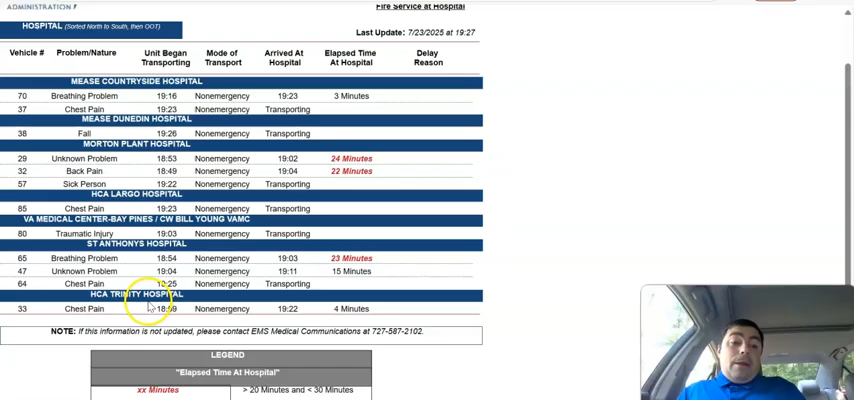 ADMINISTRATION
Fire Service at Hospital
HOSPITAL (Sorted North to South, then OOT)
Last Update: 7/23/2025 at 19:27
Vehicle # Problem/Nature Unit Began Transporting Mode of Transport Arrived At Hospital Elapsed Time At Hospital Delay Reason
MEASE COUNTRYSIDE HOSPITAL
70 Breathing Problem 19:16 Nonemergency 19:23 3 Minutes
37 Chest Pain 19:23 Nonemergency Transporting
MEASE DUNEDIN HOSPITAL
38 Fall 19:26 Nonemergency Transporting
MORTON PLANT HOSPITAL
29 Unknown Problem 18:53 Nonemergency 19:02 24 Minutes
32 Back Pain 18:49 Nonemergency 19:04 22 Minutes
57 Sick Person 19:22 Nonemergency Transporting
HCA LARGO HOSPITAL
85 Chest Pain 19:23 Nonemergency Transporting
VA MEDICAL CENTER-BAY PINES / CW BILL YOUNG VAMC
80 Traumatic Injury 19:03 Nonemergency Transporting
ST ANTHONYS HOSPITAL
65 Breathing Problem 18:54 Nonemergency 19:03 23 Minutes
47 Unknown Problem 19:04 Nonemergency 19:11 15 Minutes
64 Chest Pain Nonemergency Transporting
HCA TRINITY HOSPITAL
33 Chest Pain Nonemergency 19:22 4 Minutes
NOTE: If this information is not updated, please contact EMS Medical Communications at 727-587-2102.
LEGEND
"Elapsed Time At Hospital"
xx Minutes > 20 Minutes and < 30 Minutes